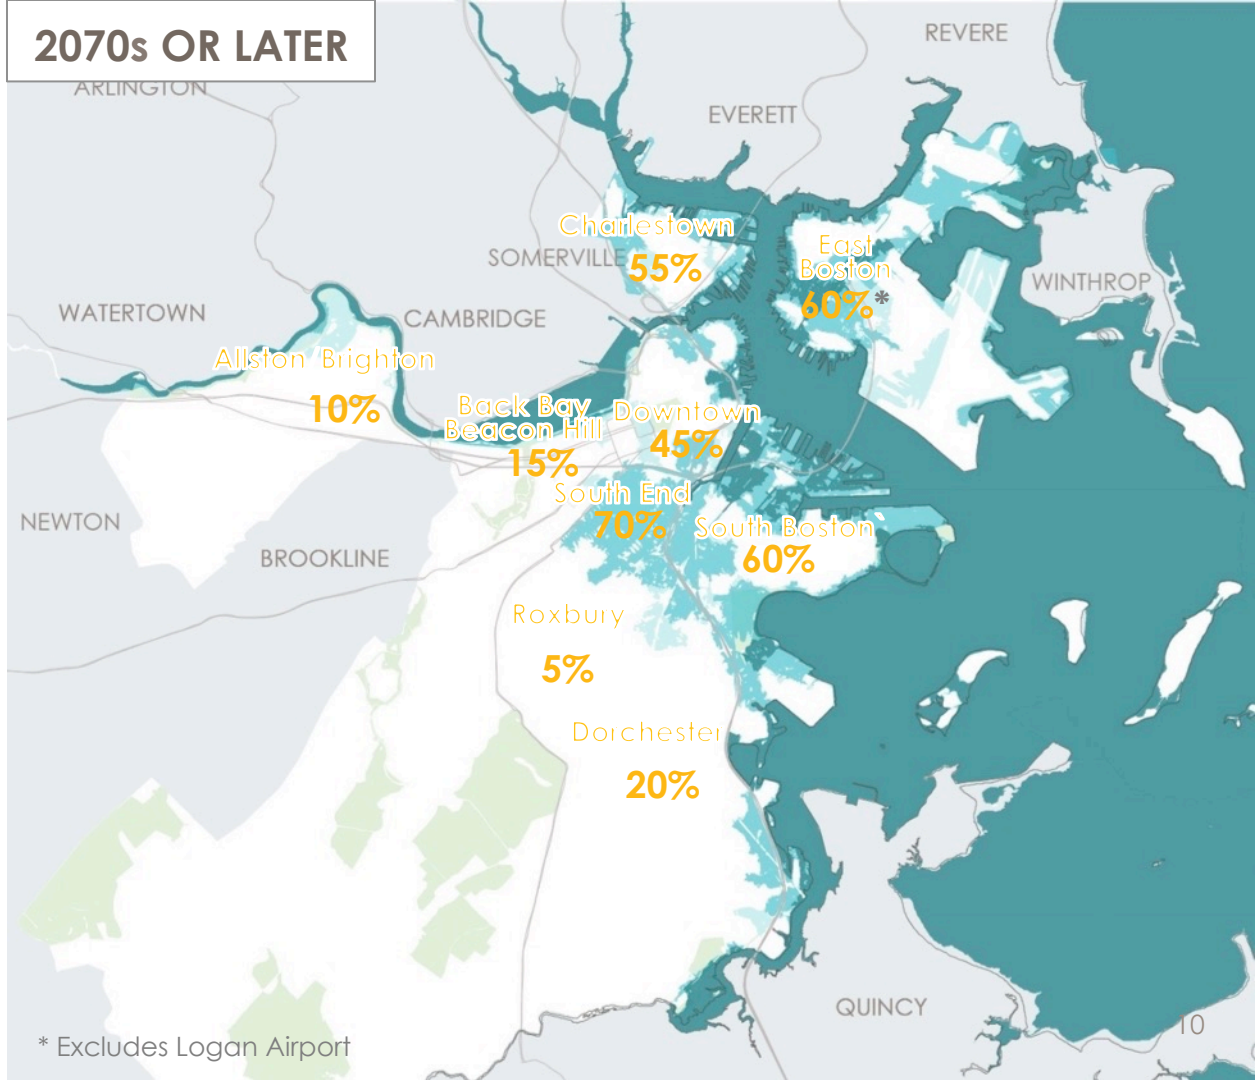 2070s OR LATER
REVERE
ARLINGTON
EVERETT
Charlestown
SOMERVILLE
55%
East
Boston
60%*
WINTHROP
WATERTOWN
CAMBRIDGE
Allston Brighton
10%
Back Bay
Beacon Hill
15%
Downtown
45%
South End
70%
South Boston
60%
NEWTON
BROOKLINE
Roxbury
5%
Dorchester
20%
QUINCY
* Excludes Logan Airport
10